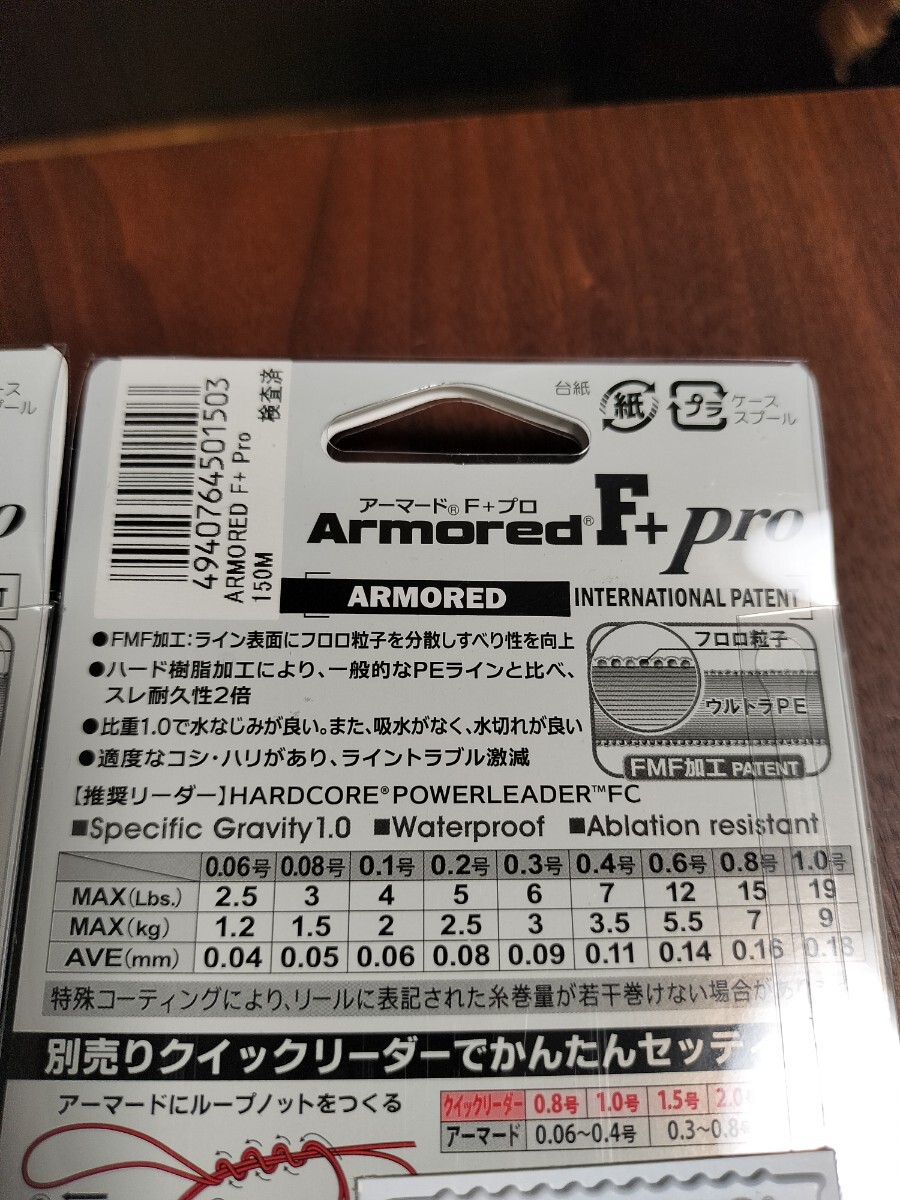 4940764501503
ARMORED F+ Pro
150M
検査済
台紙
紙
プラ
ケース
スプール
アーマード® F+プロ
Armored® F+ pro
ARMORED
INTERNATIONAL PATENT
●FMF加工:ライン表面にフロロ粒子を分散しすべり性を向上
●ハード樹脂加工により、一般的なPEラインと比べ、
スレ耐久性2倍
●比重1.0で水なじみが良い。また、吸水がなく、水切れが良い
●適度なコシ・ハリがあり、ライントラブル激減
フロロ粒子
ウルトラPE
FMF加工 PATENT
【推奨リーダー】HARDCORE® POWERLEADER™FC
■Specific Gravity1.0 ■Waterproof ■Ablation resistant
0.06号 0.08号 0.1号 0.2号 0.3号 0.4号 0.6号 0.8号 1.0号
MAX(Lbs.) 2.5 3 4 5 6 7 12 15 19
MAX(kg) 1.2 1.5 2 2.5 3 3.5 5.5 7 9
AVE(mm) 0.04 0.05 0.06 0.08 0.09 0.11 0.14 0.16 0.18
特殊コーティングにより、リールに表記された糸巻量が若干巻けない場合があります
別売りクイックリーダーでかんたんセッテ
アーマードにループノットをつくる
クイックリーダー 0.8号 1.0号 1.5号 2.0
アーマード 0.06~0.4号 0.3~0.8